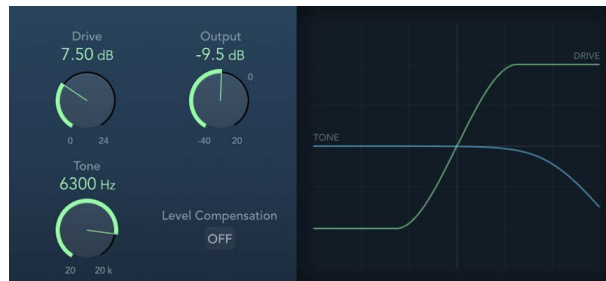 Drive
7.50 dB
0 24
Output
-9.5 dB
0
-40 20
Tone
6300 Hz
20 20 k
Level Compensation
OFF
DRIVE
TONE